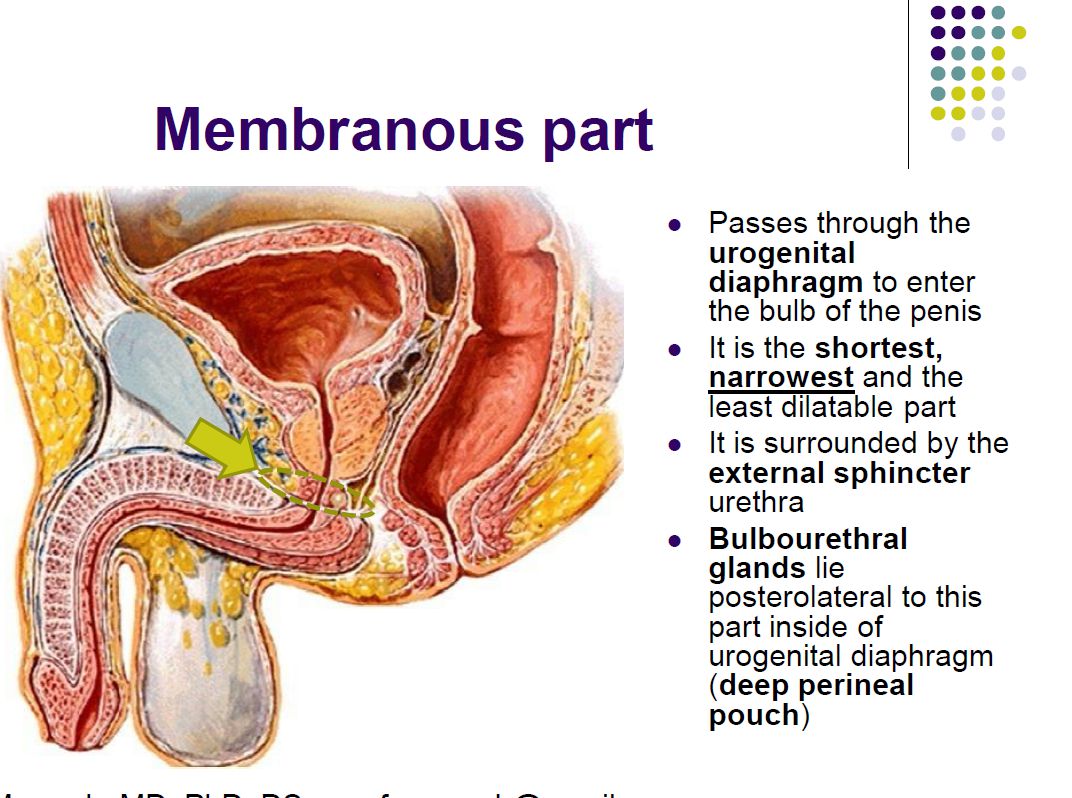 Membranous part
Passes through the
urogenital
diaphragm to enter
the bulb of the penis
It is the shortest,
narrowest and the
least dilatable part
It is surrounded by the
external sphincter
urethra
Bulbourethral
glands lie
posterolateral to this
part inside of
urogenital diaphragm
(deep perineal
pouch)